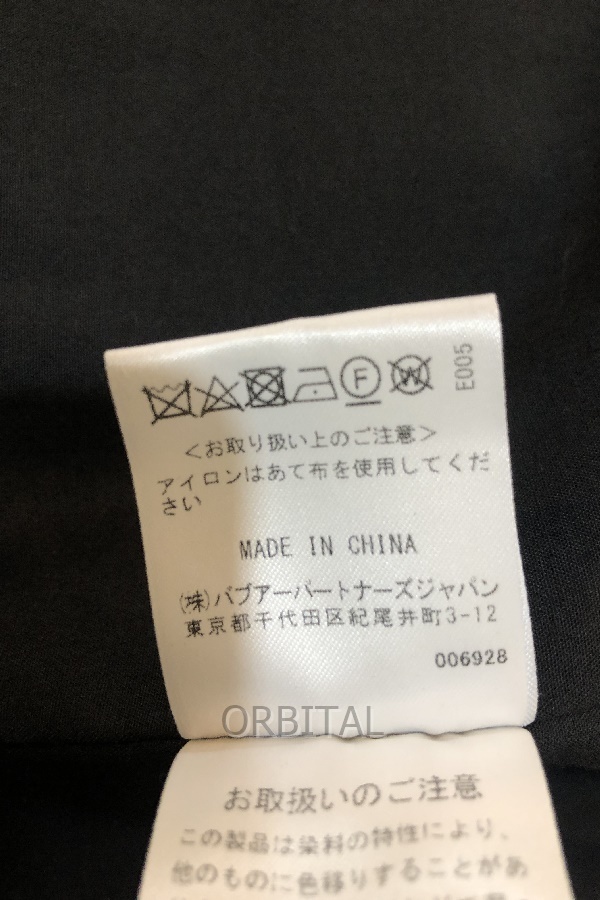 F W E005
<お取り扱い上のご注意>
アイロンはあて布を使用してくだ
さい
MADE IN CHINA
(株)バブアーパートナーズジャパン
東京都千代田区紀尾井町3-12
006928
ORBITAL
お取扱いのご注意
この製品は染料の特性により、
他のものに色移りすることがあ